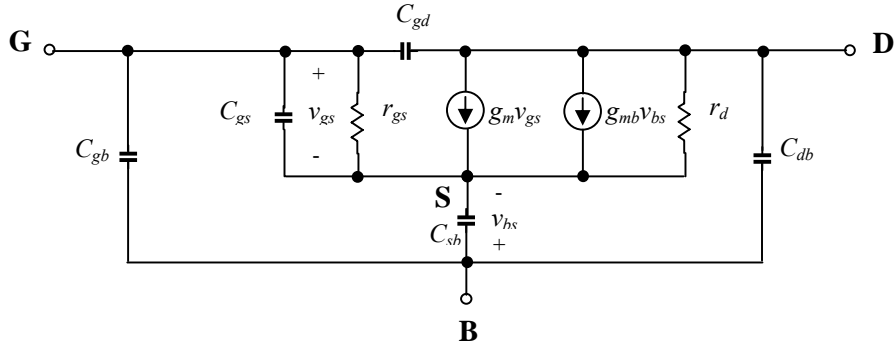 C_gd
G
D
+
C_gs
v_gs
r_gs
g_m v_gs
g_mb v_bs
r_d
C_gb
-
C_db
S
-
C_sb
v_bs
+
B